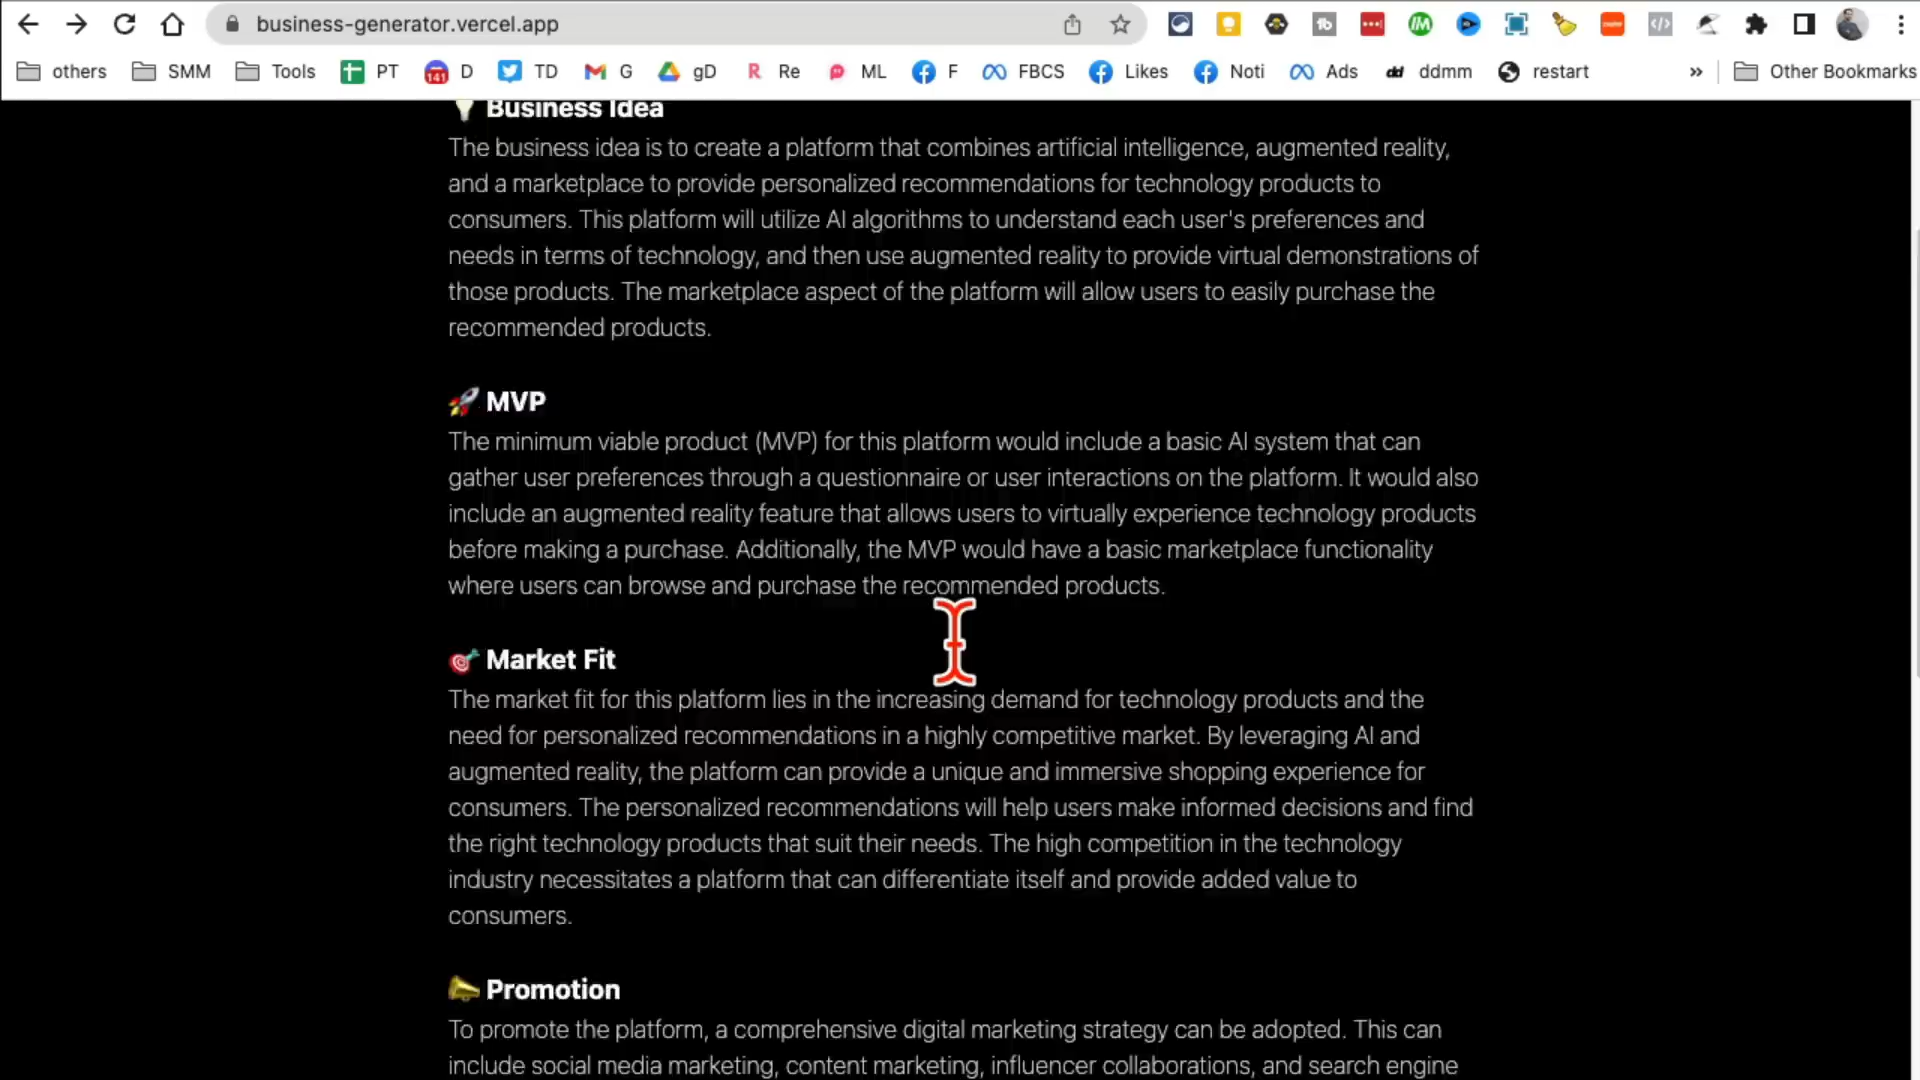 business-generator.vercel.app
others SMM Tools PT 141 D TD G gD Re ML F FBCS Likes Noti Ads ddmm restart » Other Bookmarks
Business Idea
The business idea is to create a platform that combines artificial intelligence, augmented reality,
and a marketplace to provide personalized recommendations for technology products to
consumers. This platform will utilize AI algorithms to understand each user's preferences and
needs in terms of technology, and then use augmented reality to provide virtual demonstrations of
those products. The marketplace aspect of the platform will allow users to easily purchase the
recommended products.
MVP
The minimum viable product (MVP) for this platform would include a basic AI system that can
gather user preferences through a questionnaire or user interactions on the platform. It would also
include an augmented reality feature that allows users to virtually experience technology products
before making a purchase. Additionally, the MVP would have a basic marketplace functionality
where users can browse and purchase the recommended products.
Market Fit
The market fit for this platform lies in the increasing demand for technology products and the
need for personalized recommendations in a highly competitive market. By leveraging AI and
augmented reality, the platform can provide a unique and immersive shopping experience for
consumers. The personalized recommendations will help users make informed decisions and find
the right technology products that suit their needs. The high competition in the technology
industry necessitates a platform that can differentiate itself and provide added value to
consumers.
Promotion
To promote the platform, a comprehensive digital marketing strategy can be adopted. This can
include social media marketing, content marketing, influencer collaborations, and search engine